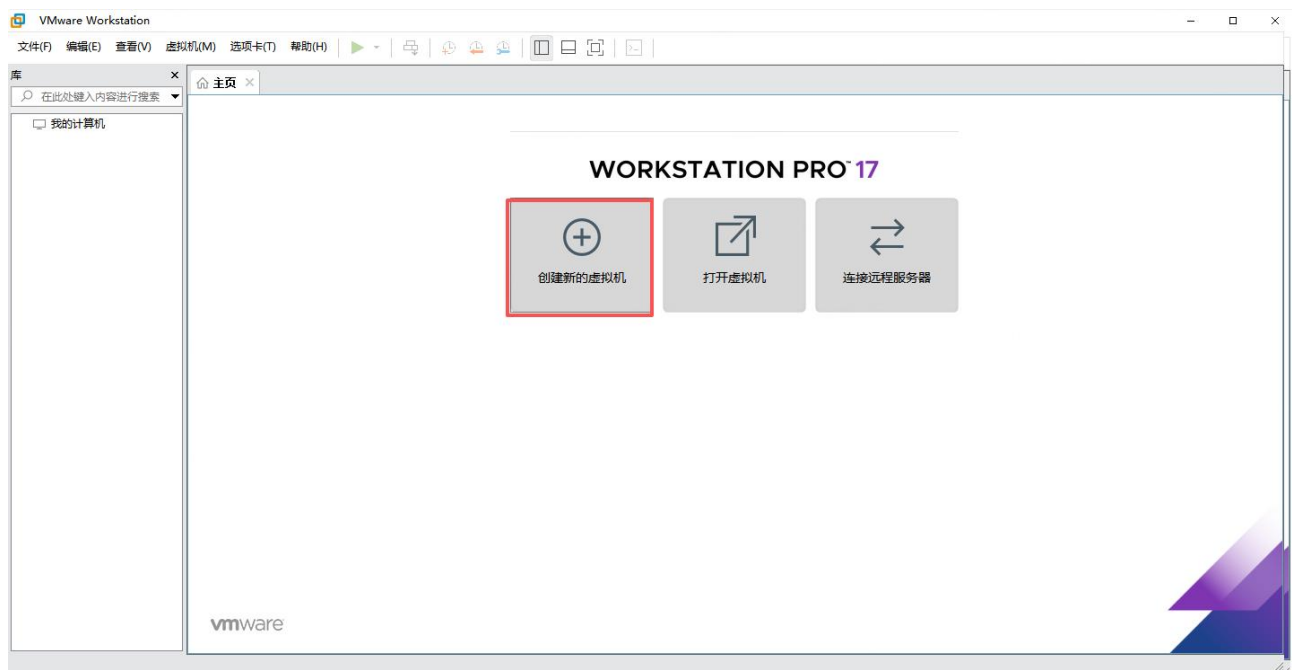 VMware Workstation
文件(F) 编辑(E) 查看(V) 虚拟机(M) 选项卡(T) 帮助(H)
库
主页
在此处键入内容进行搜索
我的计算机
WORKSTATION PRO™ 17
创建新的虚拟机 打开虚拟机 连接远程服务器
vmware